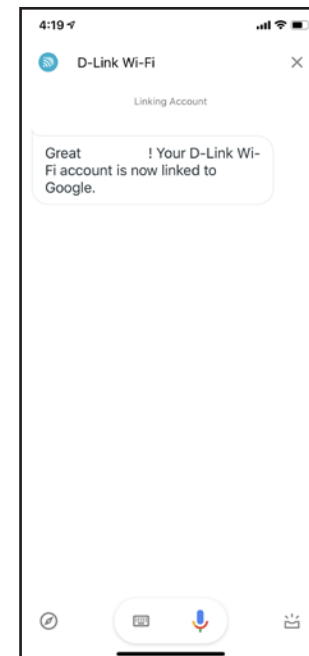 4:19
D-Link Wi-Fi
Linking Account
Great ! Your D-Link Wi-
Fi account is now linked to
Google.